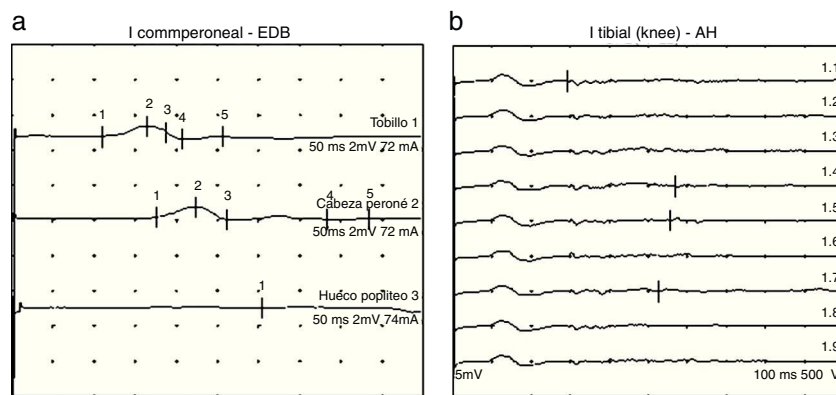 a
I commperoneal - EDB
1 2 3 4 5
Tobillo 1
50 ms 2mV 72 mA
1 2 3 4 5
Cabeza peroné 2
50ms 2mV 72 mA
1
Hueco popliteo 3
50 ms 2mV 74mA
b
I tibial (knee) - AH
1.1
1.2
1.3
1.4
1.5
1.6
1.7
1.8
1.9
5mV
100 ms 500 V